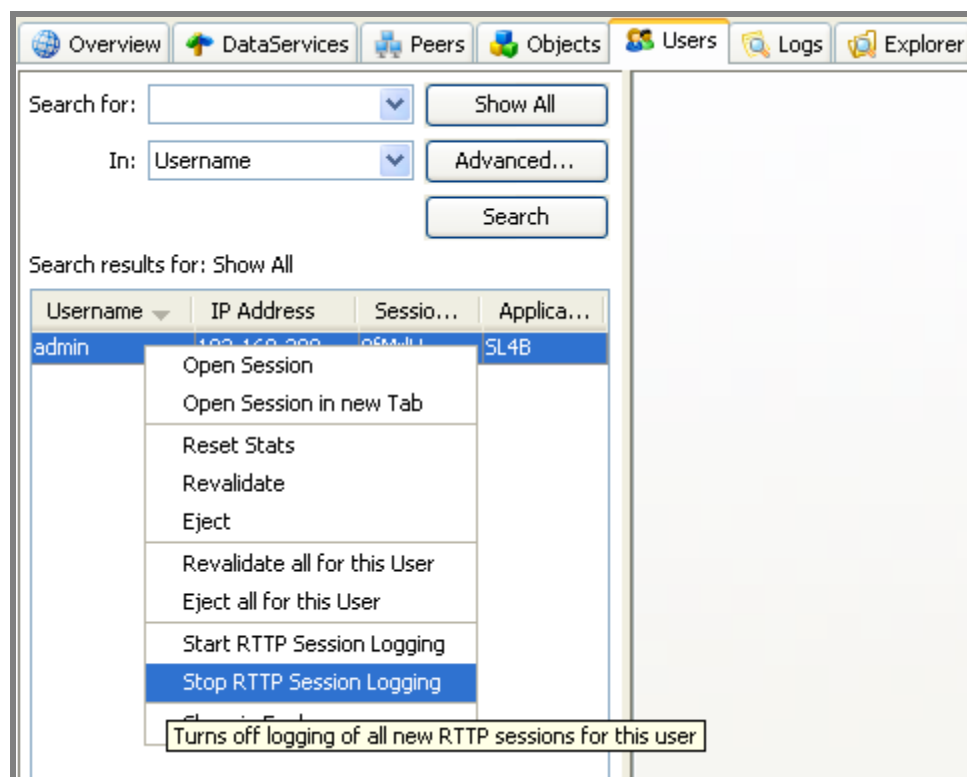 Overview DataServices Peers Objects Users Logs Explorer
Search for: Show All
In: Username Advanced...
Search
Search results for: Show All
Username IP Address Sessio... Applica...
admin SL4B
Open Session
Open Session in new Tab
Reset Stats
Revalidate
Eject
Revalidate all for this User
Eject all for this User
Start RTTP Session Logging
Stop RTTP Session Logging
Turns off logging of all new RTTP sessions for this user